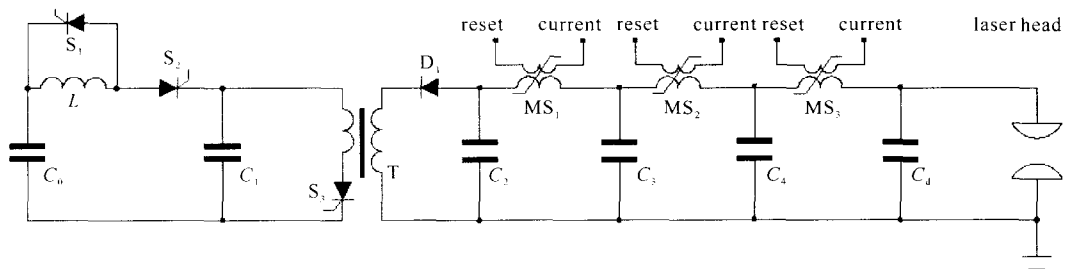 reset current reset current reset current laser head
S₁
S₂
L
D₁
MS₁ MS₂ MS₃
C₀ C₁ S₃ T C₂ C₃ C₄ C_d